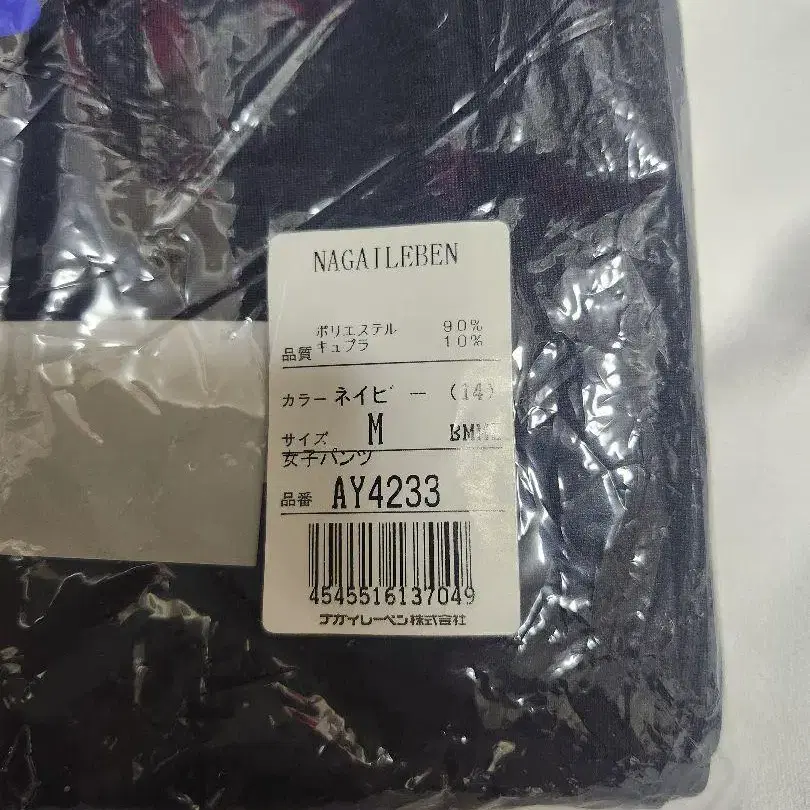 NAGAILEBEN
ポリエステル 90%
品質 キュプラ 10%
カラー ネイビー (14)
サイズ M
女子パンツ
品番 AY4233
4545516137049
ナガイレーベン株式会社